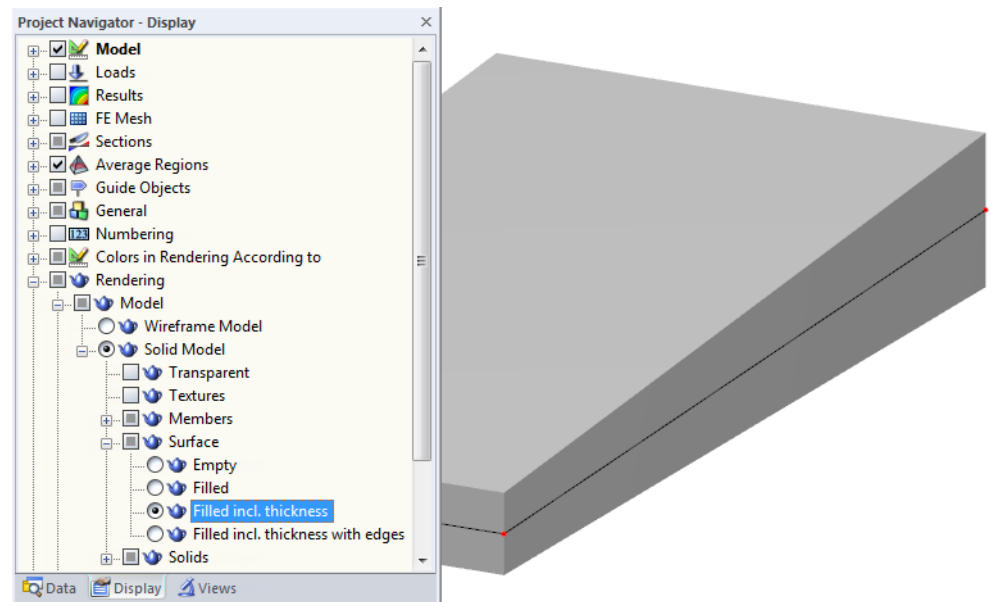 Project Navigator - Display
Model
Loads
Results
FE Mesh
Sections
Average Regions
Guide Objects
General
123 Numbering
Colors in Rendering According to
Rendering
Model
Wireframe Model
Solid Model
Transparent
Textures
Members
Surface
Empty
Filled
Filled incl. thickness
Filled incl. thickness with edges
Solids
Data Display Views